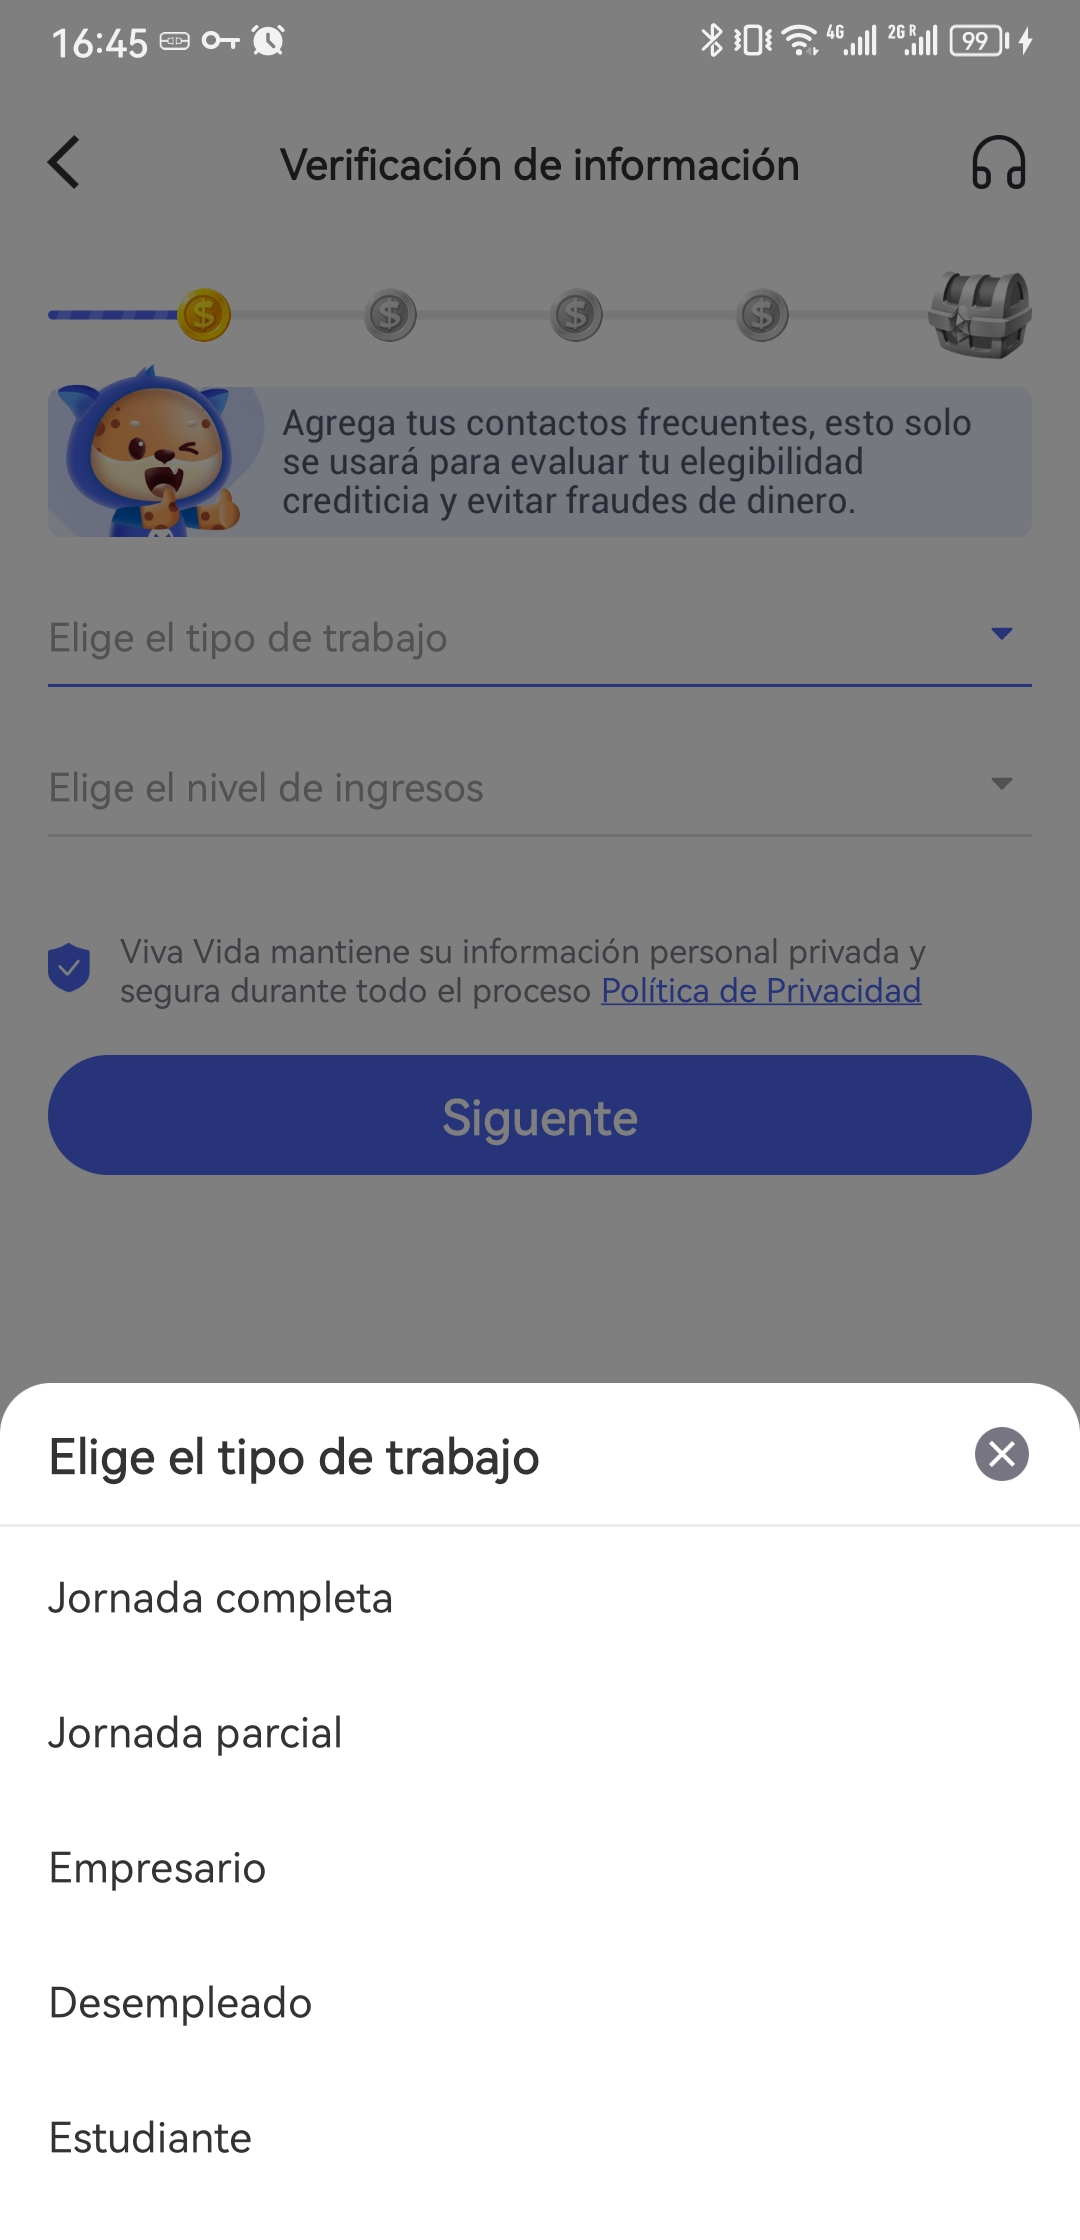 16:45
4G
2G R
99
Verificación de información
Agrega tus contactos frecuentes, esto solo
se usará para evaluar tu elegibilidad
crediticia y evitar fraudes de dinero.
Elige el tipo de trabajo
Elige el nivel de ingresos
Viva Vida mantiene su información personal privada y
segura durante todo el proceso Política de Privacidad
Siguente
Elige el tipo de trabajo
Jornada completa
Jornada parcial
Empresario
Desempleado
Estudiante